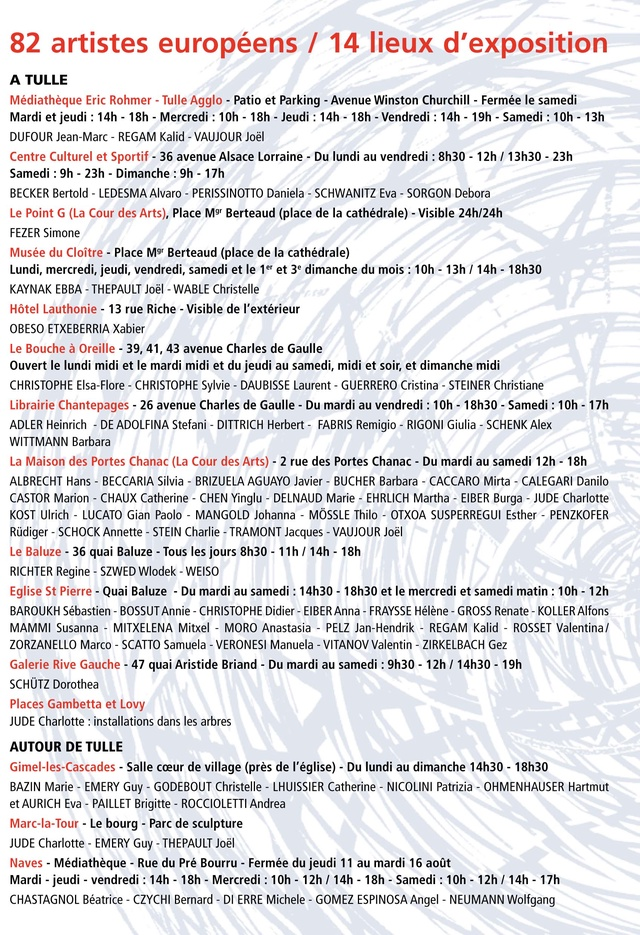 82 artistes européens / 14 lieux d'exposition
A TULLE
Médiathèque Eric Rohmer - Tulle Agglo - Patio et Parking - Avenue Winston Churchill - Fermée le samedi
Mardi et jeudi : 14h - 18h - Mercredi : 10h - 18h - Jeudi : 14h - 18h - Vendredi : 14h - 19h - Samedi : 10h - 13h
DUFOUR Jean-Marc - REGAM Kalid - VAUJOUR Joël
Centre Culturel et Sportif - 36 avenue Alsace Lorraine - Du lundi au vendredi : 8h30 - 12h / 13h30 - 23h
Samedi : 9h - 23h - Dimanche : 9h - 17h
BECKER Bertold - LEDESMA Alvaro - PERISSINOTTO Daniela - SCHWANITZ Eva - SORGON Debora
Le Point G (La Cour des Arts), Place Mgr Berteaud (place de la cathédrale) - Visible 24h/24h
FEZER Simone
Musée du Cloître - Place Mgr Berteaud (place de la cathédrale)
Lundi, mercredi, jeudi, vendredi, samedi et le 1er et 3e dimanche du mois : 10h - 13h / 14h - 18h30
KAYNAK EBBA - THEPAULT Joël - WABLE Christelle
Hôtel Lauthonie - 13 rue Riche - Visible de l'extérieur
OBESO ETXEBERRIA Xabier
Le Bouche à Oreille - 39, 41, 43 avenue Charles de Gaulle
Ouvert le lundi midi et le mardi midi et du jeudi au samedi, midi et soir, et dimanche midi
CHRISTOPHE Elsa-Flore - CHRISTOPHE Sylvie - DAUBISSE Laurent - GUERRERO Cristina - STEINER Christiane
Librairie Chantepages - 26 avenue Charles de Gaulle - Du mardi au vendredi : 10h - 18h30 - Samedi : 10h - 17h
ADLER Heinrich - DE ADOLFINA Stefani - DITTRICH Herbert - FABRIS Remigio - RIGONI Giulia - SCHENK Alex
WITTMANN Barbara
La Maison des Portes Chanac (La Cour des Arts) - 2 rue des Portes Chanac - Du mardi au samedi 12h - 18h
ALBRECHT Hans - BECCARIA Silvia - BRIZUELA AGUAYO Javier - BUCHER Barbara - CACCARO Mirta - CALEGARI Danilo
CASTOR Marion - CHAUX Catherine - CHEN Yinglu - DELNAUD Marie - EHRLICH Martha - EIBER Burga - JUDE Charlotte
KOST Ulrich - LUCATO Gian Paolo - MANGOLD Johanna - MÖSSLE Thilo - OTXOA SUSPERREGUI Esther - PENZKOFER
Rüdiger - SCHOCK Annette - STEIN Charlie - TRAMONT Jacques - VAUJOUR Joël
Le Baluze - 36 quai Baluze - Tous les jours 8h30 - 11h / 14h - 18h
RICHTER Regine - SZWED Wlodek - WEISO
Eglise St Pierre - Quai Baluze - Du mardi au samedi : 14h30 - 18h30 et le mercredi et samedi matin : 10h - 12h
BAROUKH Sébastien - BOSSUT Annie - CHRISTOPHE Didier - EIBER Anna - FRAYSSE Hélène - GROSS Renate - KOLLER Alfons
MAMMI Susanna - MITXELENA Mitxel - MORO Anastasia - PELZ Jan-Hendrik - REGAM Kalid - ROSSET Valentina/
ZORZANELLO Marco - SCATTO Samuela - VERONESI Manuela - VITANOV Valentin - ZIRKELBACH Gez
Galerie Rive Gauche - 47 quai Aristide Briand - Du mardi au samedi : 9h30 - 12h / 14h30 - 19h
SCHÜTZ Dorothea
Places Gambetta et Lovy
JUDE Charlotte : installations dans les arbres
AUTOUR DE TULLE
Gimel-les-Cascades - Salle cœur de village (près de l'église) - Du lundi au dimanche 14h30 - 18h30
BAZIN Marie - EMERY Guy - GODEBOUT Christelle - LHUISSIER Catherine - NICOLINI Patrizia - OHMENHAUSER Hartmut
et AURICH Eva - PAILLET Brigitte - ROCCIOLETTI Andrea
Marc-la-Tour - Le bourg - Parc de sculpture
JUDE Charlotte - EMERY Guy - THEPAULT Joël
Naves - Médiathèque - Rue du Pré Bourru - Fermée du jeudi 11 au mardi 16 août
Mardi - jeudi - vendredi : 14h - 18h - Mercredi : 10h - 12h / 14h - 18h - Samedi : 10h - 12h / 14h - 17h
CHASTAGNOL Béatrice - CZYCHI Bernard - DI ERRE Michele - GOMEZ ESPINOSA Angel - NEUMANN Wolfgang